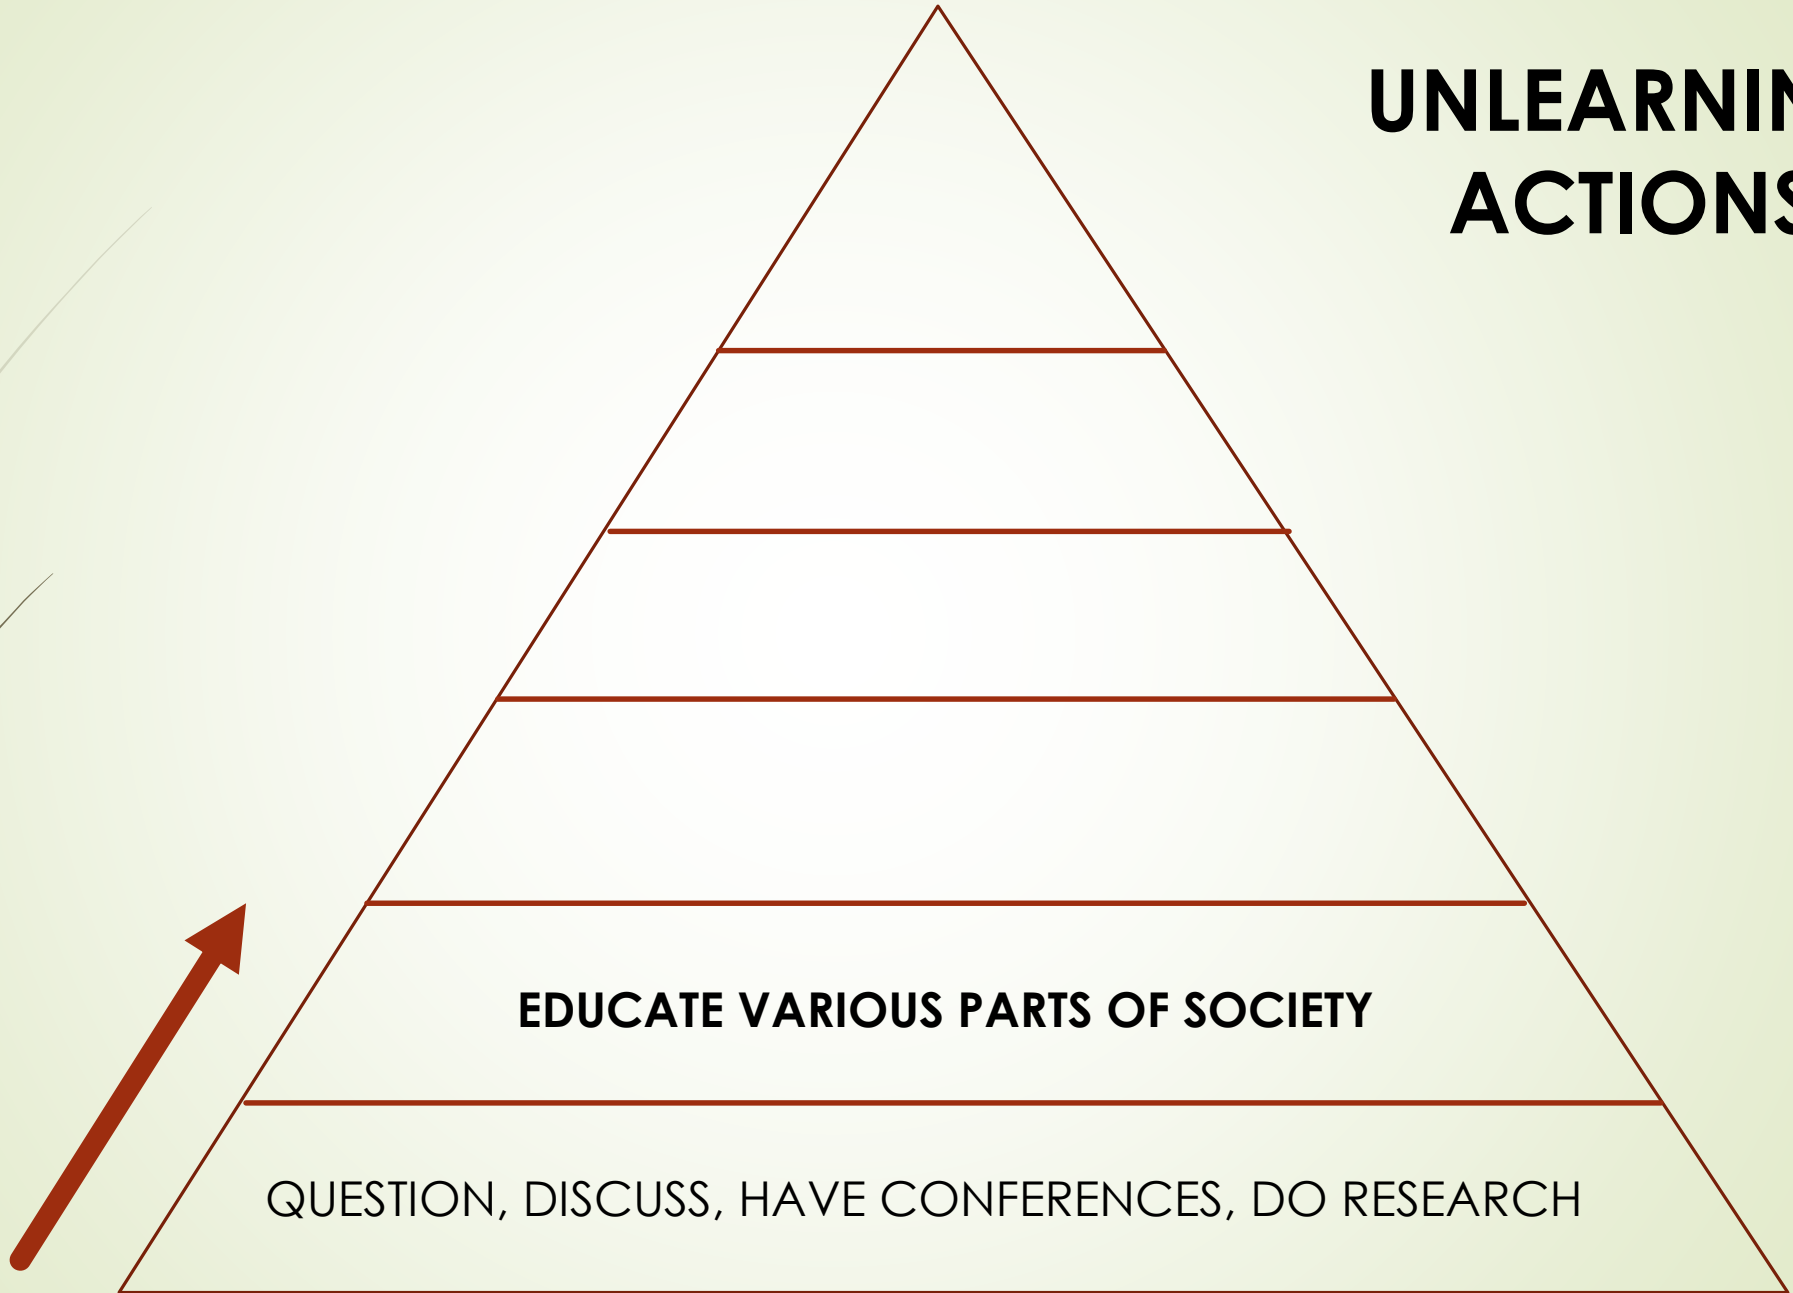 UNLEARNIN
ACTIONS
EDUCATE VARIOUS PARTS OF SOCIETY
QUESTION, DISCUSS, HAVE CONFERENCES, DO RESEARCH